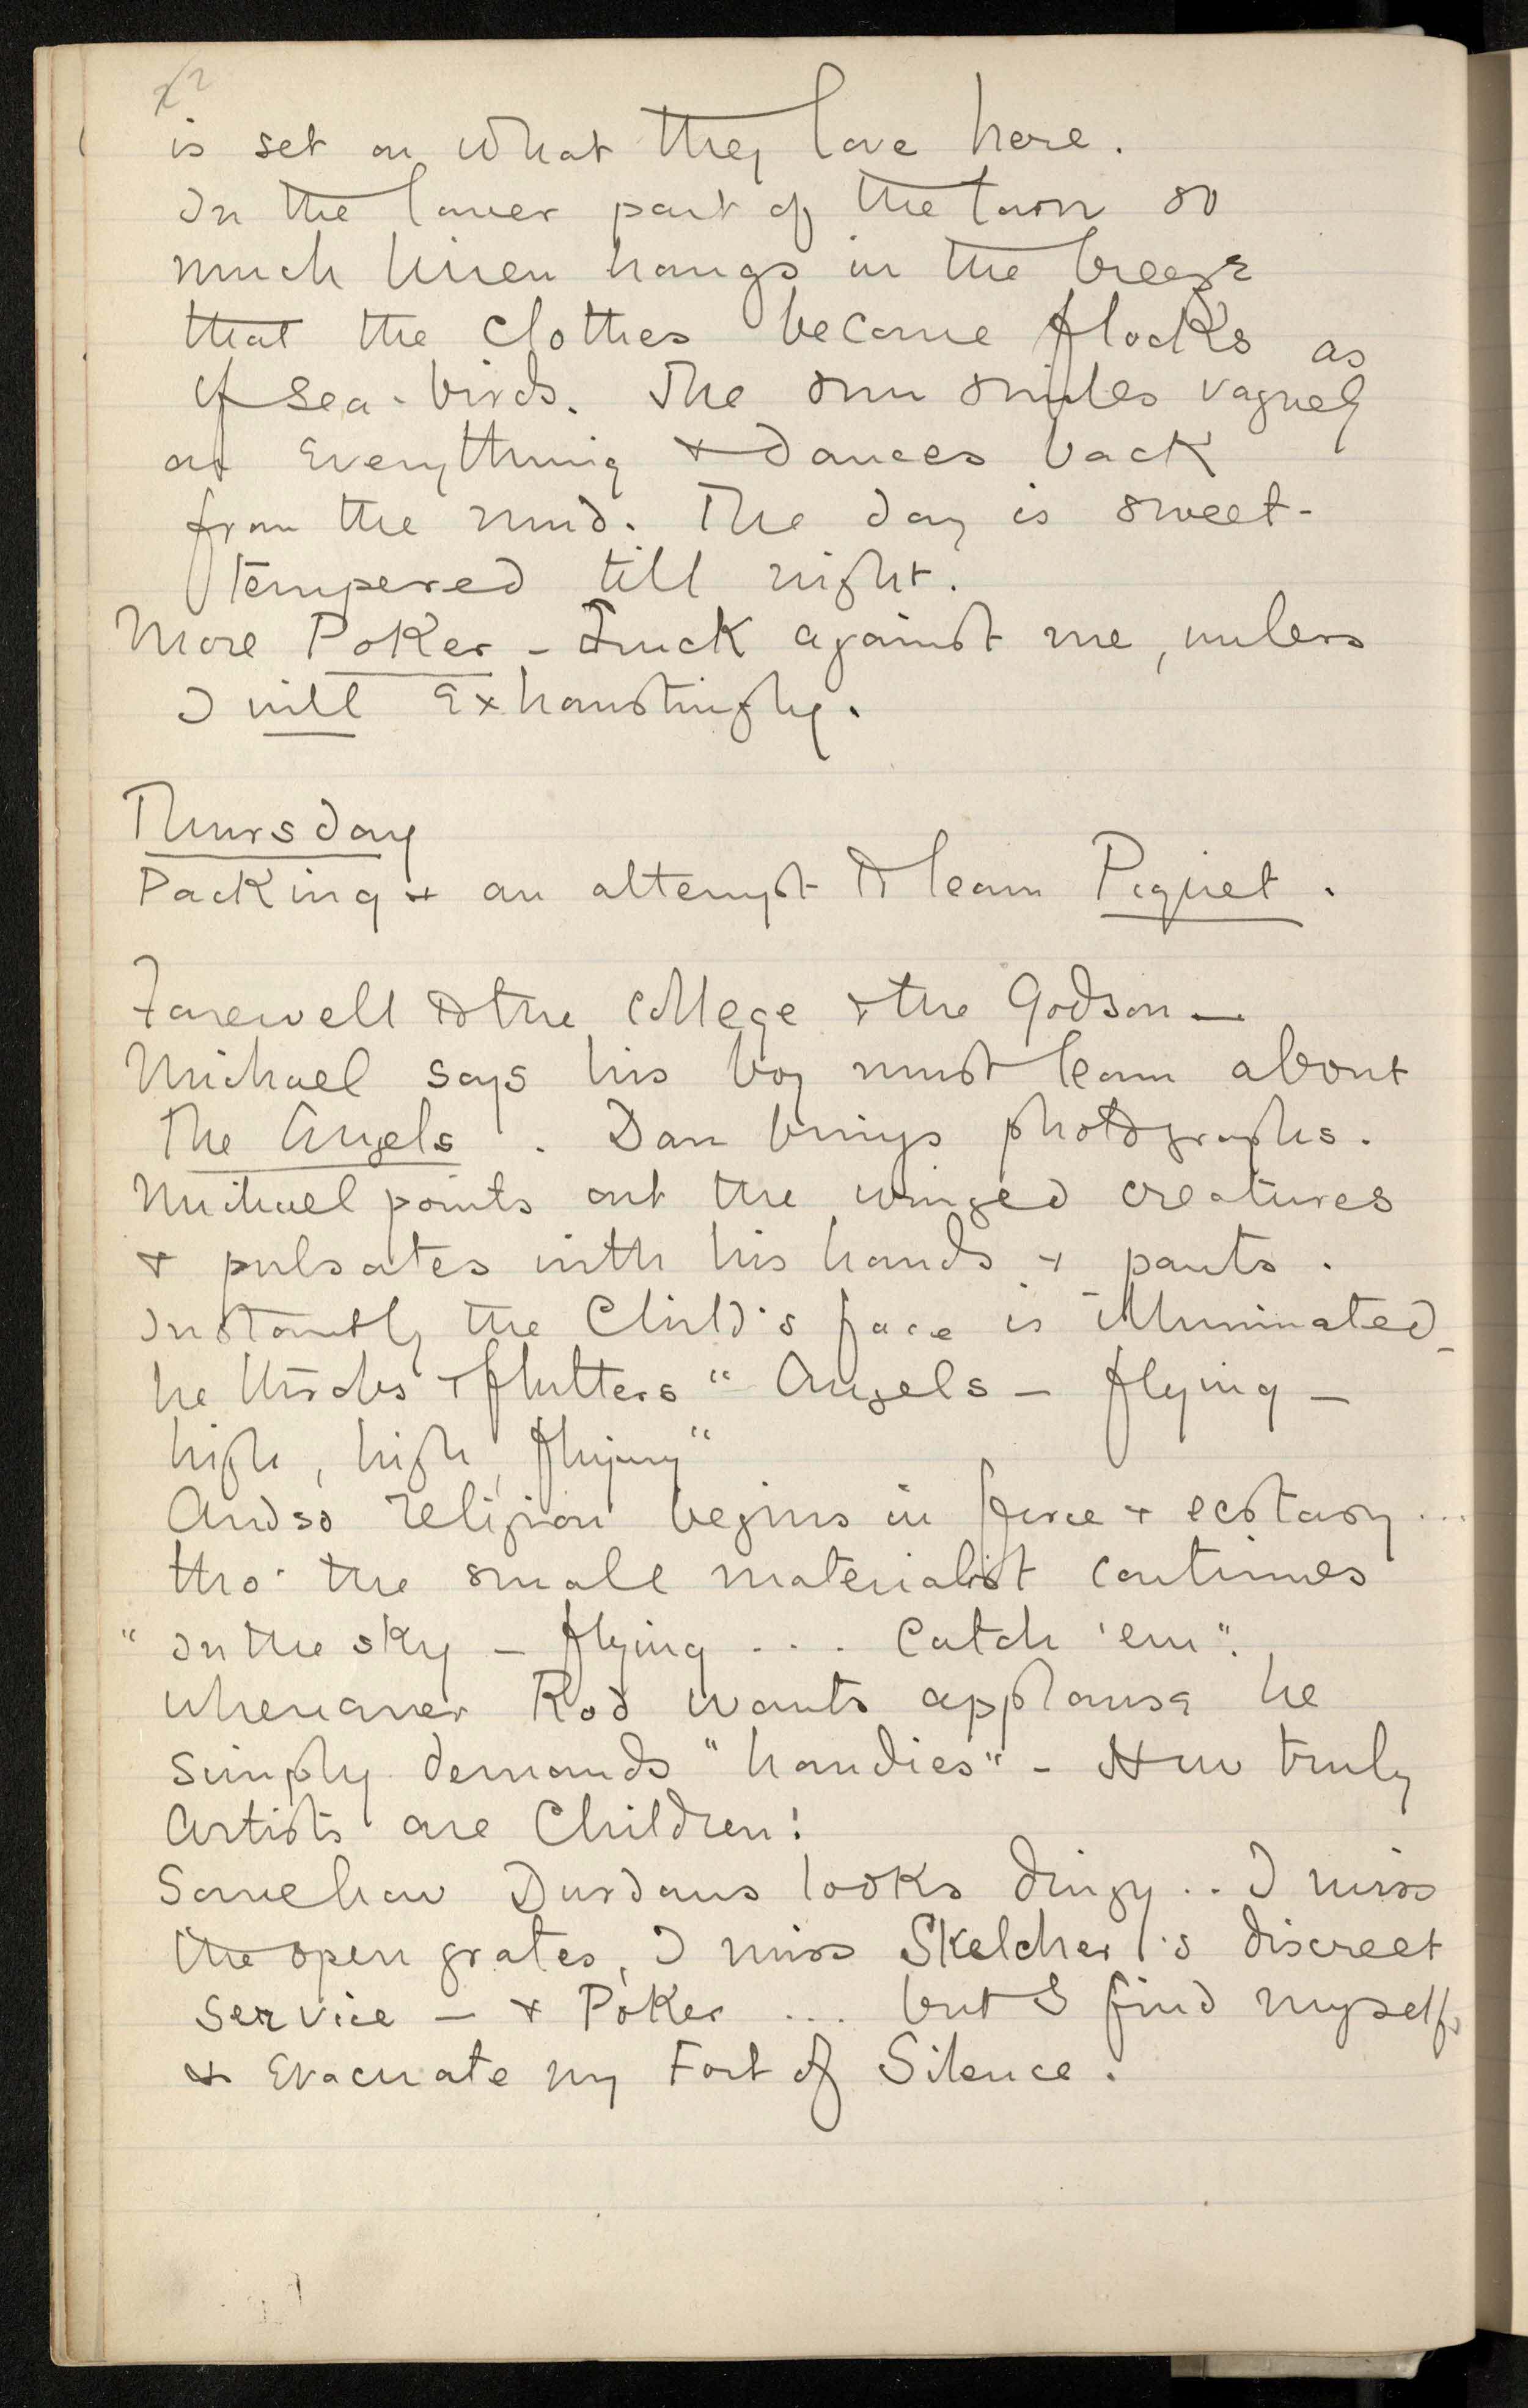 is set on what they love here.
In the lower part of the town so
much linen hangs in the breeze
that the clothes become flocks as
of sea-birds. The sun smiles vaguely
at Everything & dances back
from the mud. The day is sweet-
tempered till night.
More Poker – Luck against me, unless
I will Exhaustingly.
Thursday
Packing & an attempt to learn Piquet.
Farewell to the College & the Godson —
Michael says his boy must learn about
the Angels. Dan brings photographs.
Michael points out the winged creatures
& pulsates with his hands & pants.
Instantly the Child's face is illuminated –
he & flutters "Angels – flying –
high, high, flying"
And so religion begins in force & ecstasy ...
tho' the small materialist continues
"In the sky – flying ... Catch 'em".
Whenever Rod wants applause he
simply demands "handies" – How truly
Artists are Children!
Somehow Durdans looks dingy .. I miss
the open grates, I miss Skelcher's discreet
service – & Poker ... but I find myself,
& Evacuate my Fort of Silence.